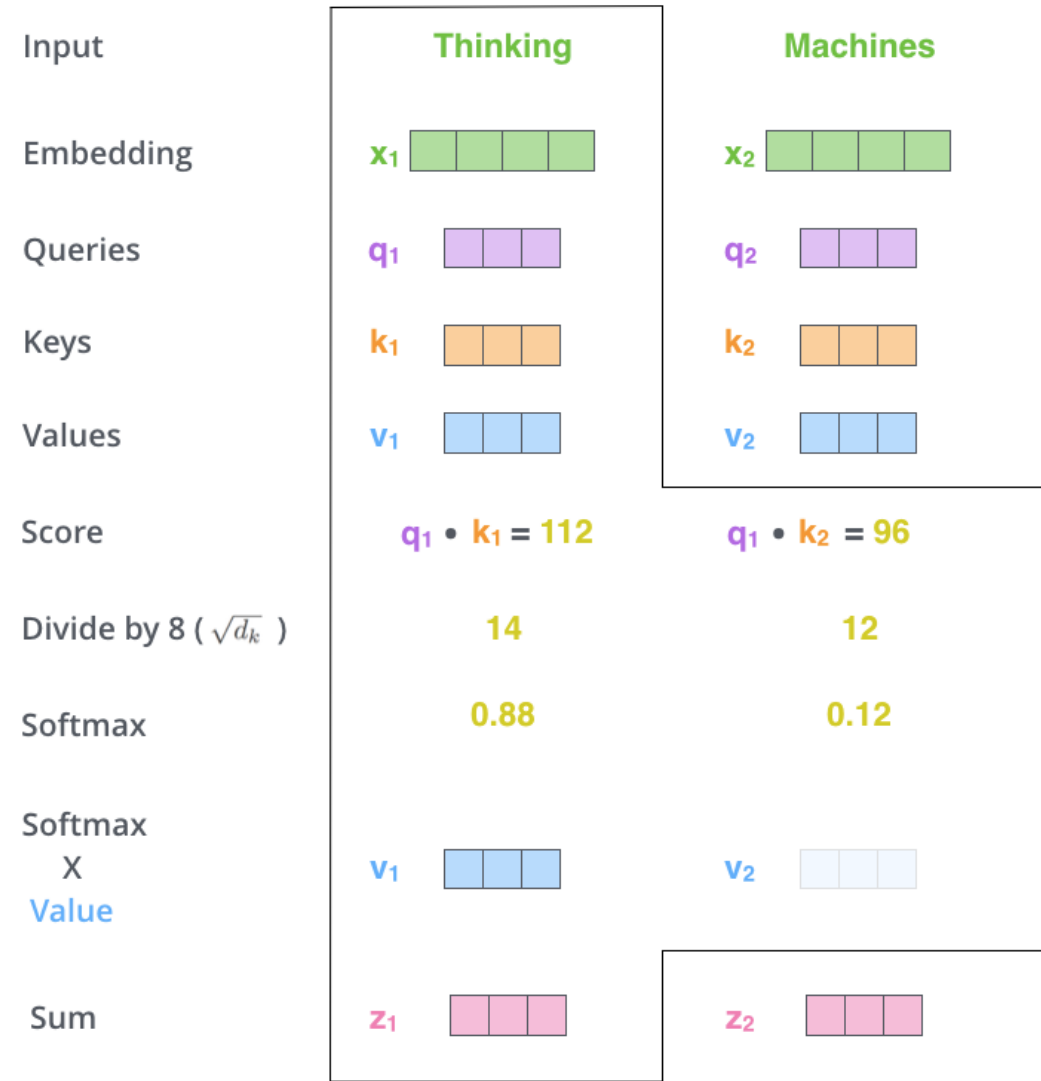 Input Thinking Machines
Embedding x₁ x₂
Queries q₁ q₂
Keys k₁ k₂
Values v₁ v₂
Score q₁ • k₁ = 112 q₁ • k₂ = 96
Divide by 8 ( √dₖ ) 14 12
Softmax 0.88 0.12
Softmax
X v₁ v₂
Value
Sum z₁ z₂